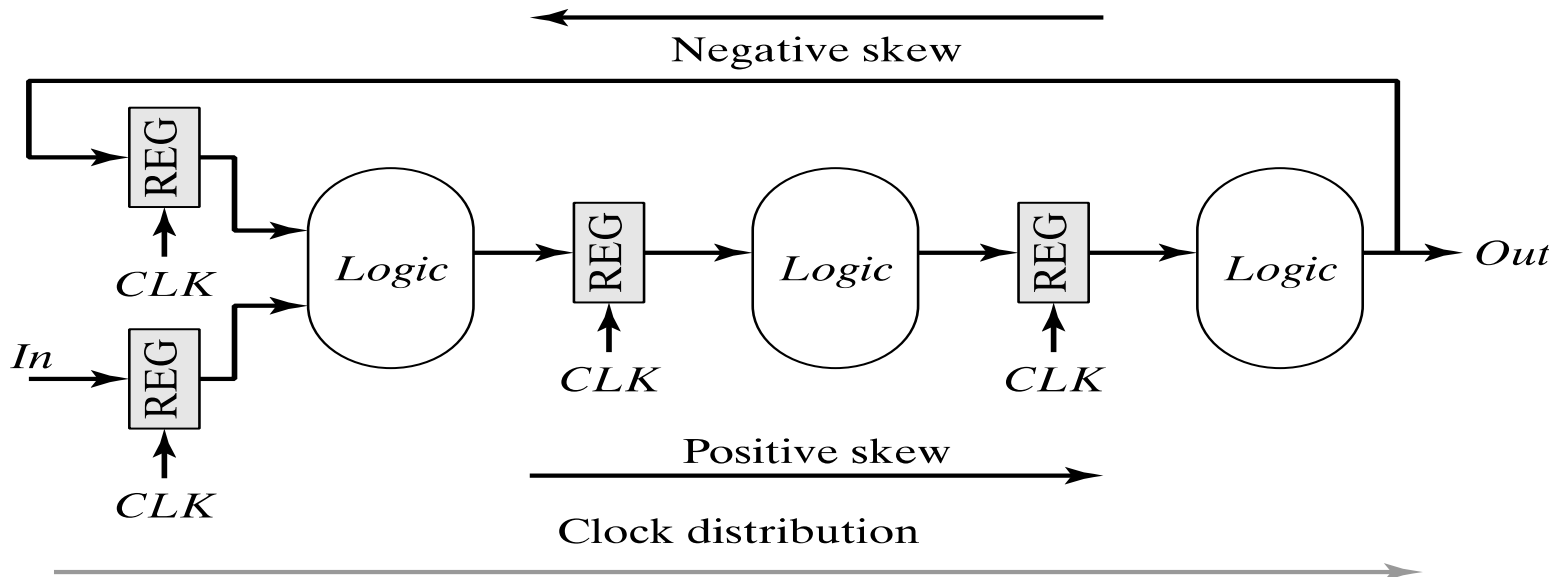 Negative skew
REG
CLK
In
REG
CLK
Logic
REG
CLK
Logic
REG
CLK
Logic
Out
Positive skew
Clock distribution